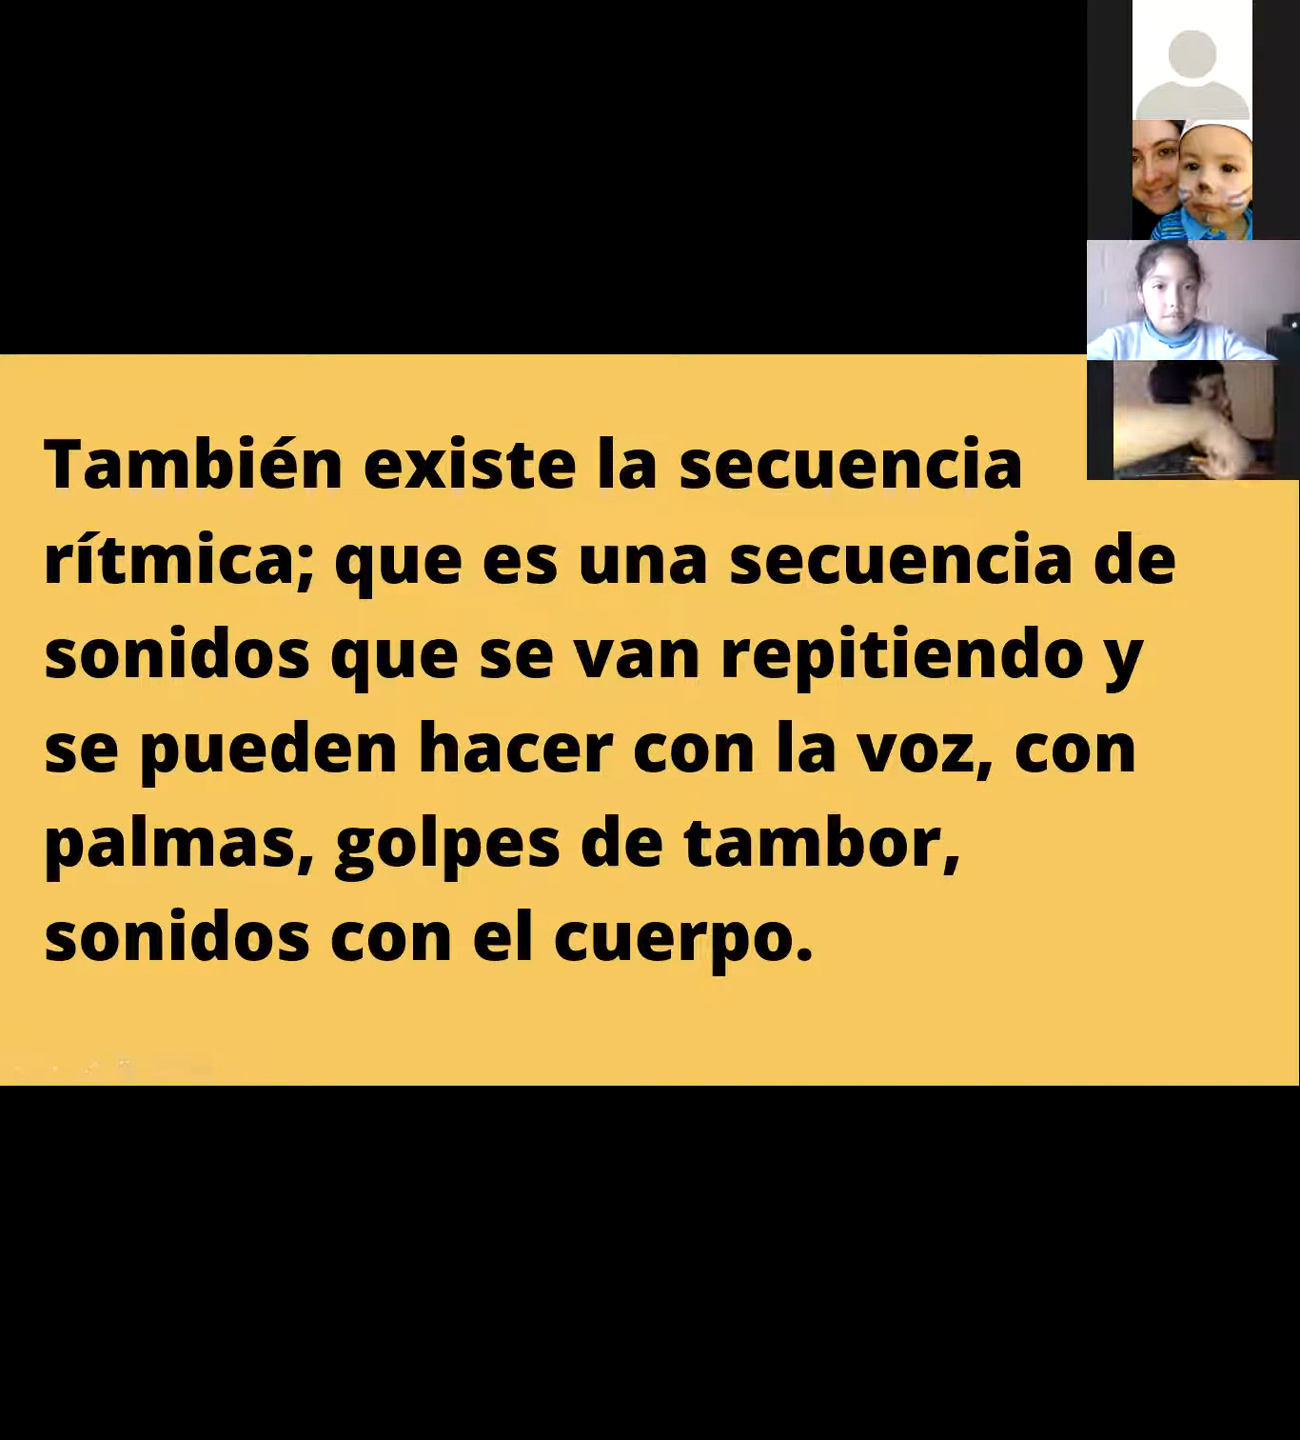 También existe la secuencia
rítmica; que es una secuencia de
sonidos que se van repitiendo y
se pueden hacer con la voz, con
palmas, golpes de tambor,
sonidos con el cuerpo.